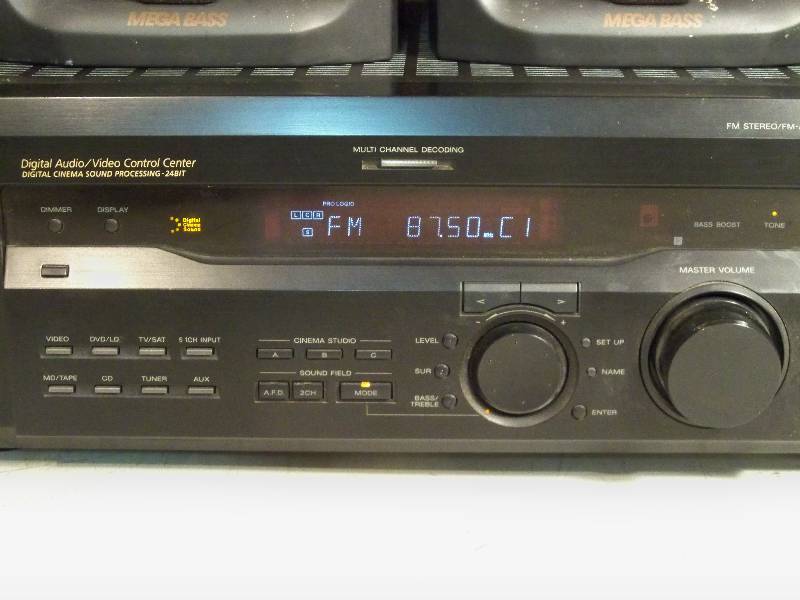 MEGA BASS
MEGA BASS
FM STEREO/FM-
MULTI CHANNEL DECODING
Digital Audio/Video Control Center
DIGITAL CINEMA SOUND PROCESSING-24BIT
DIMMER
DISPLAY
Digital
Cinema
Sound
PRO LOGIC
L C R
S
FM 87.50 MHz C1
BASS BOOST
TONE
MASTER VOLUME
< >
- +
VIDEO
DVD/LD
TV/SAT
5.1CH INPUT
CINEMA STUDIO
A B C
LEVEL
SET UP
SOUND FIELD
SUR
NAME
MD/TAPE
CD
TUNER
AUX
A.F.D.
2CH
MODE
BASS/
TREBLE
ENTER